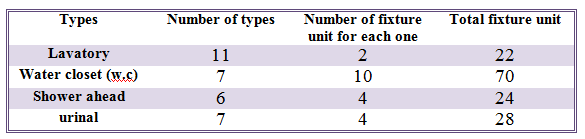 Types Number of types Number of fixture Total fixture unit
unit for each one
Lavatory 11 2 22
Water closet (w.c) 7 10 70
Shower ahead 6 4 24
urinal 7 4 28